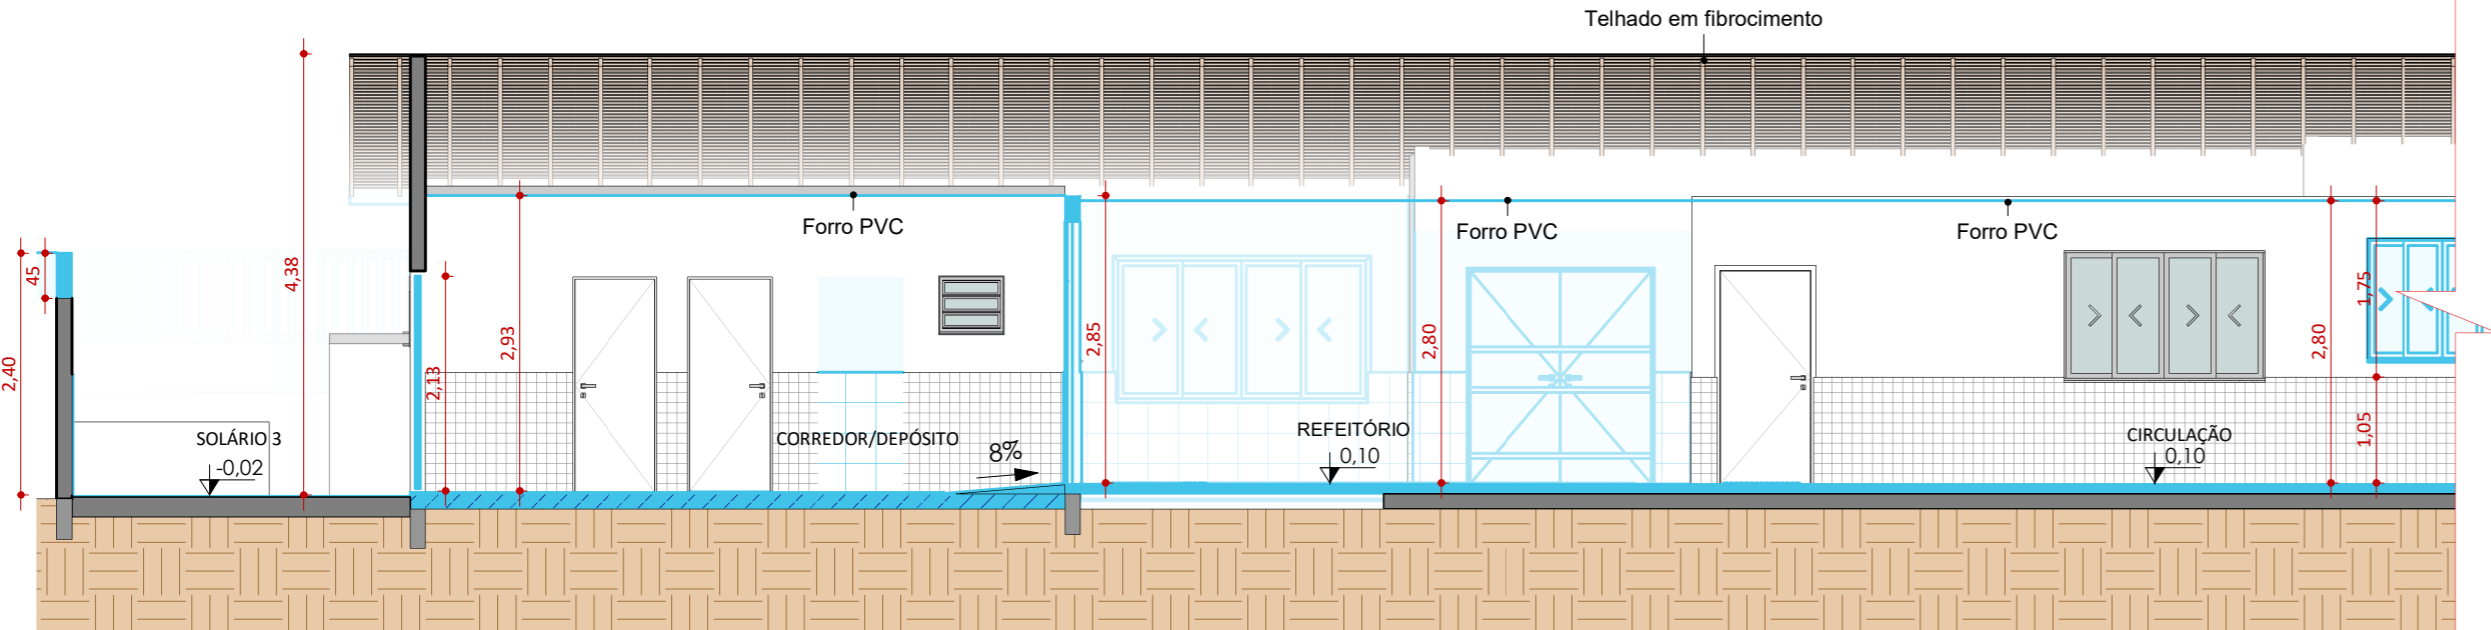 Telhado em fibrocimento
4,38
45
2,40
Forro PVC
Forro PVC
Forro PVC
2,93
2,13
2,85
2,80
2,80
1,75
1,05
SOLÁRIO 3
-0,02
CORREDOR/DEPÓSITO
8%
REFEITÓRIO
0,10
CIRCULAÇÃO
0,10